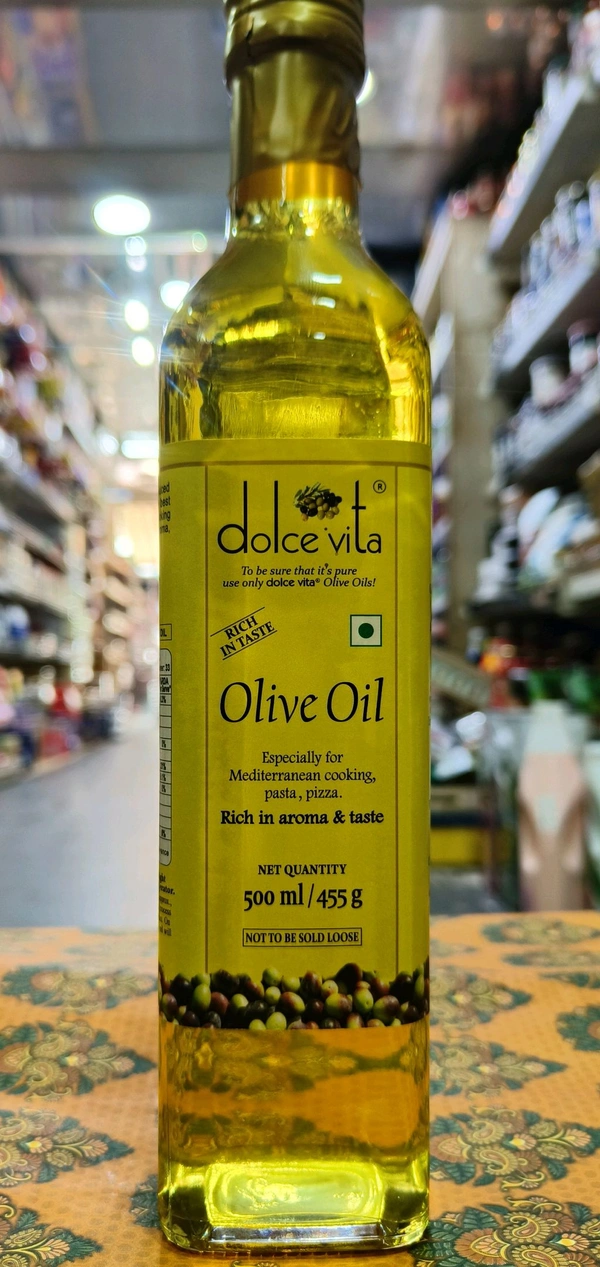 dolce vita ®
To be sure that it's pure
use only dolce vita® Olive Oils!
RICH
IN TASTE
Olive Oil
Especially for
Mediterranean cooking,
pasta, pizza.
Rich in aroma & taste
NET QUANTITY
500 ml / 455 g
NOT TO BE SOLD LOOSE